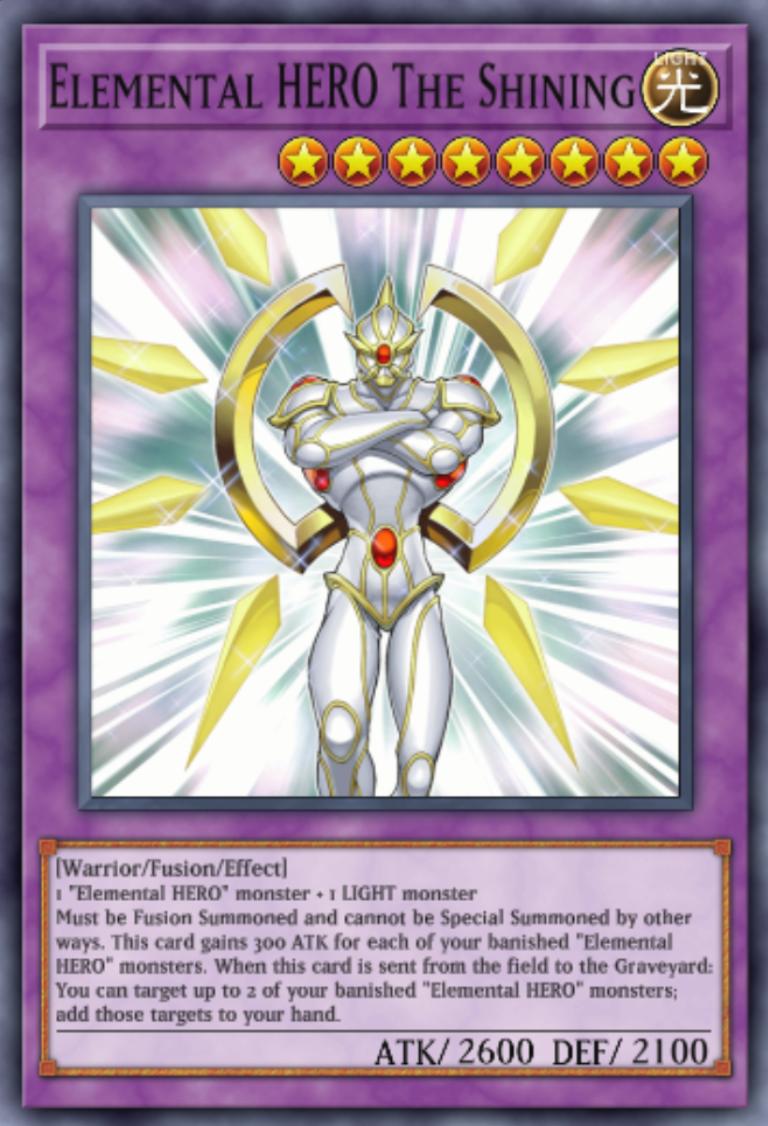 Elemental HERO The Shining
LIGHT
光
[Warrior/Fusion/Effect]
1 "Elemental HERO" monster + 1 LIGHT monster
Must be Fusion Summoned and cannot be Special Summoned by other
ways. This card gains 300 ATK for each of your banished "Elemental
HERO" monsters. When this card is sent from the field to the Graveyard:
You can target up to 2 of your banished "Elemental HERO" monsters;
add those targets to your hand.
ATK/ 2600 DEF/ 2100